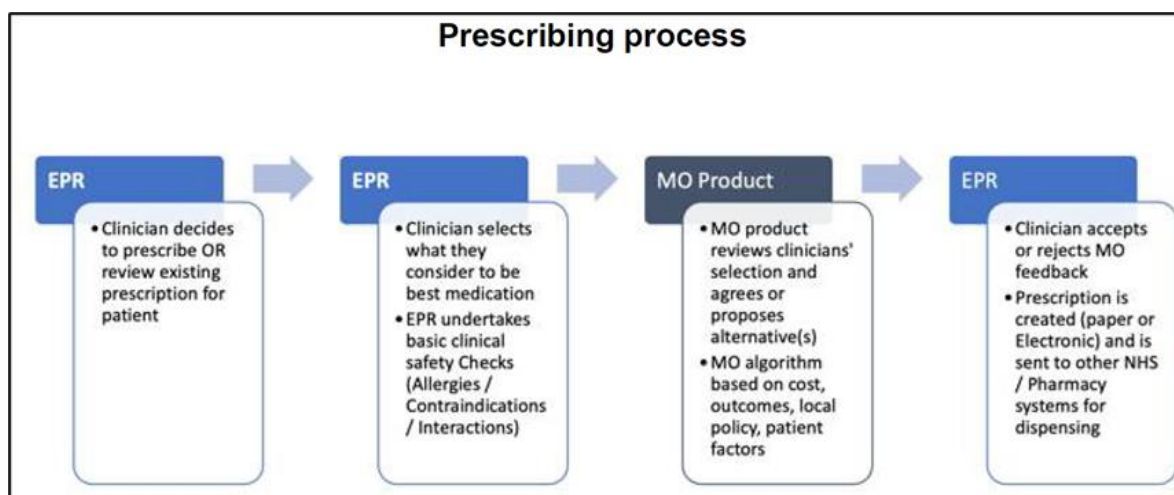 Prescribing process
EPR
• Clinician decides
to prescribe OR
review existing
prescription for
patient
EPR
• Clinician selects
what they
consider to be
best medication
• EPR undertakes
basic clinical
safety Checks
(Allergies /
Contraindications
/ Interactions)
MO Product
• MO product
reviews clinicians'
selection and
agrees or
proposes
alternative(s)
• MO algorithm
based on cost,
outcomes, local
policy, patient
factors
EPR
• Clinician accepts
or rejects MO
feedback
• Prescription is
created (paper or
Electronic) and is
sent to other NHS
/ Pharmacy
systems for
dispensing